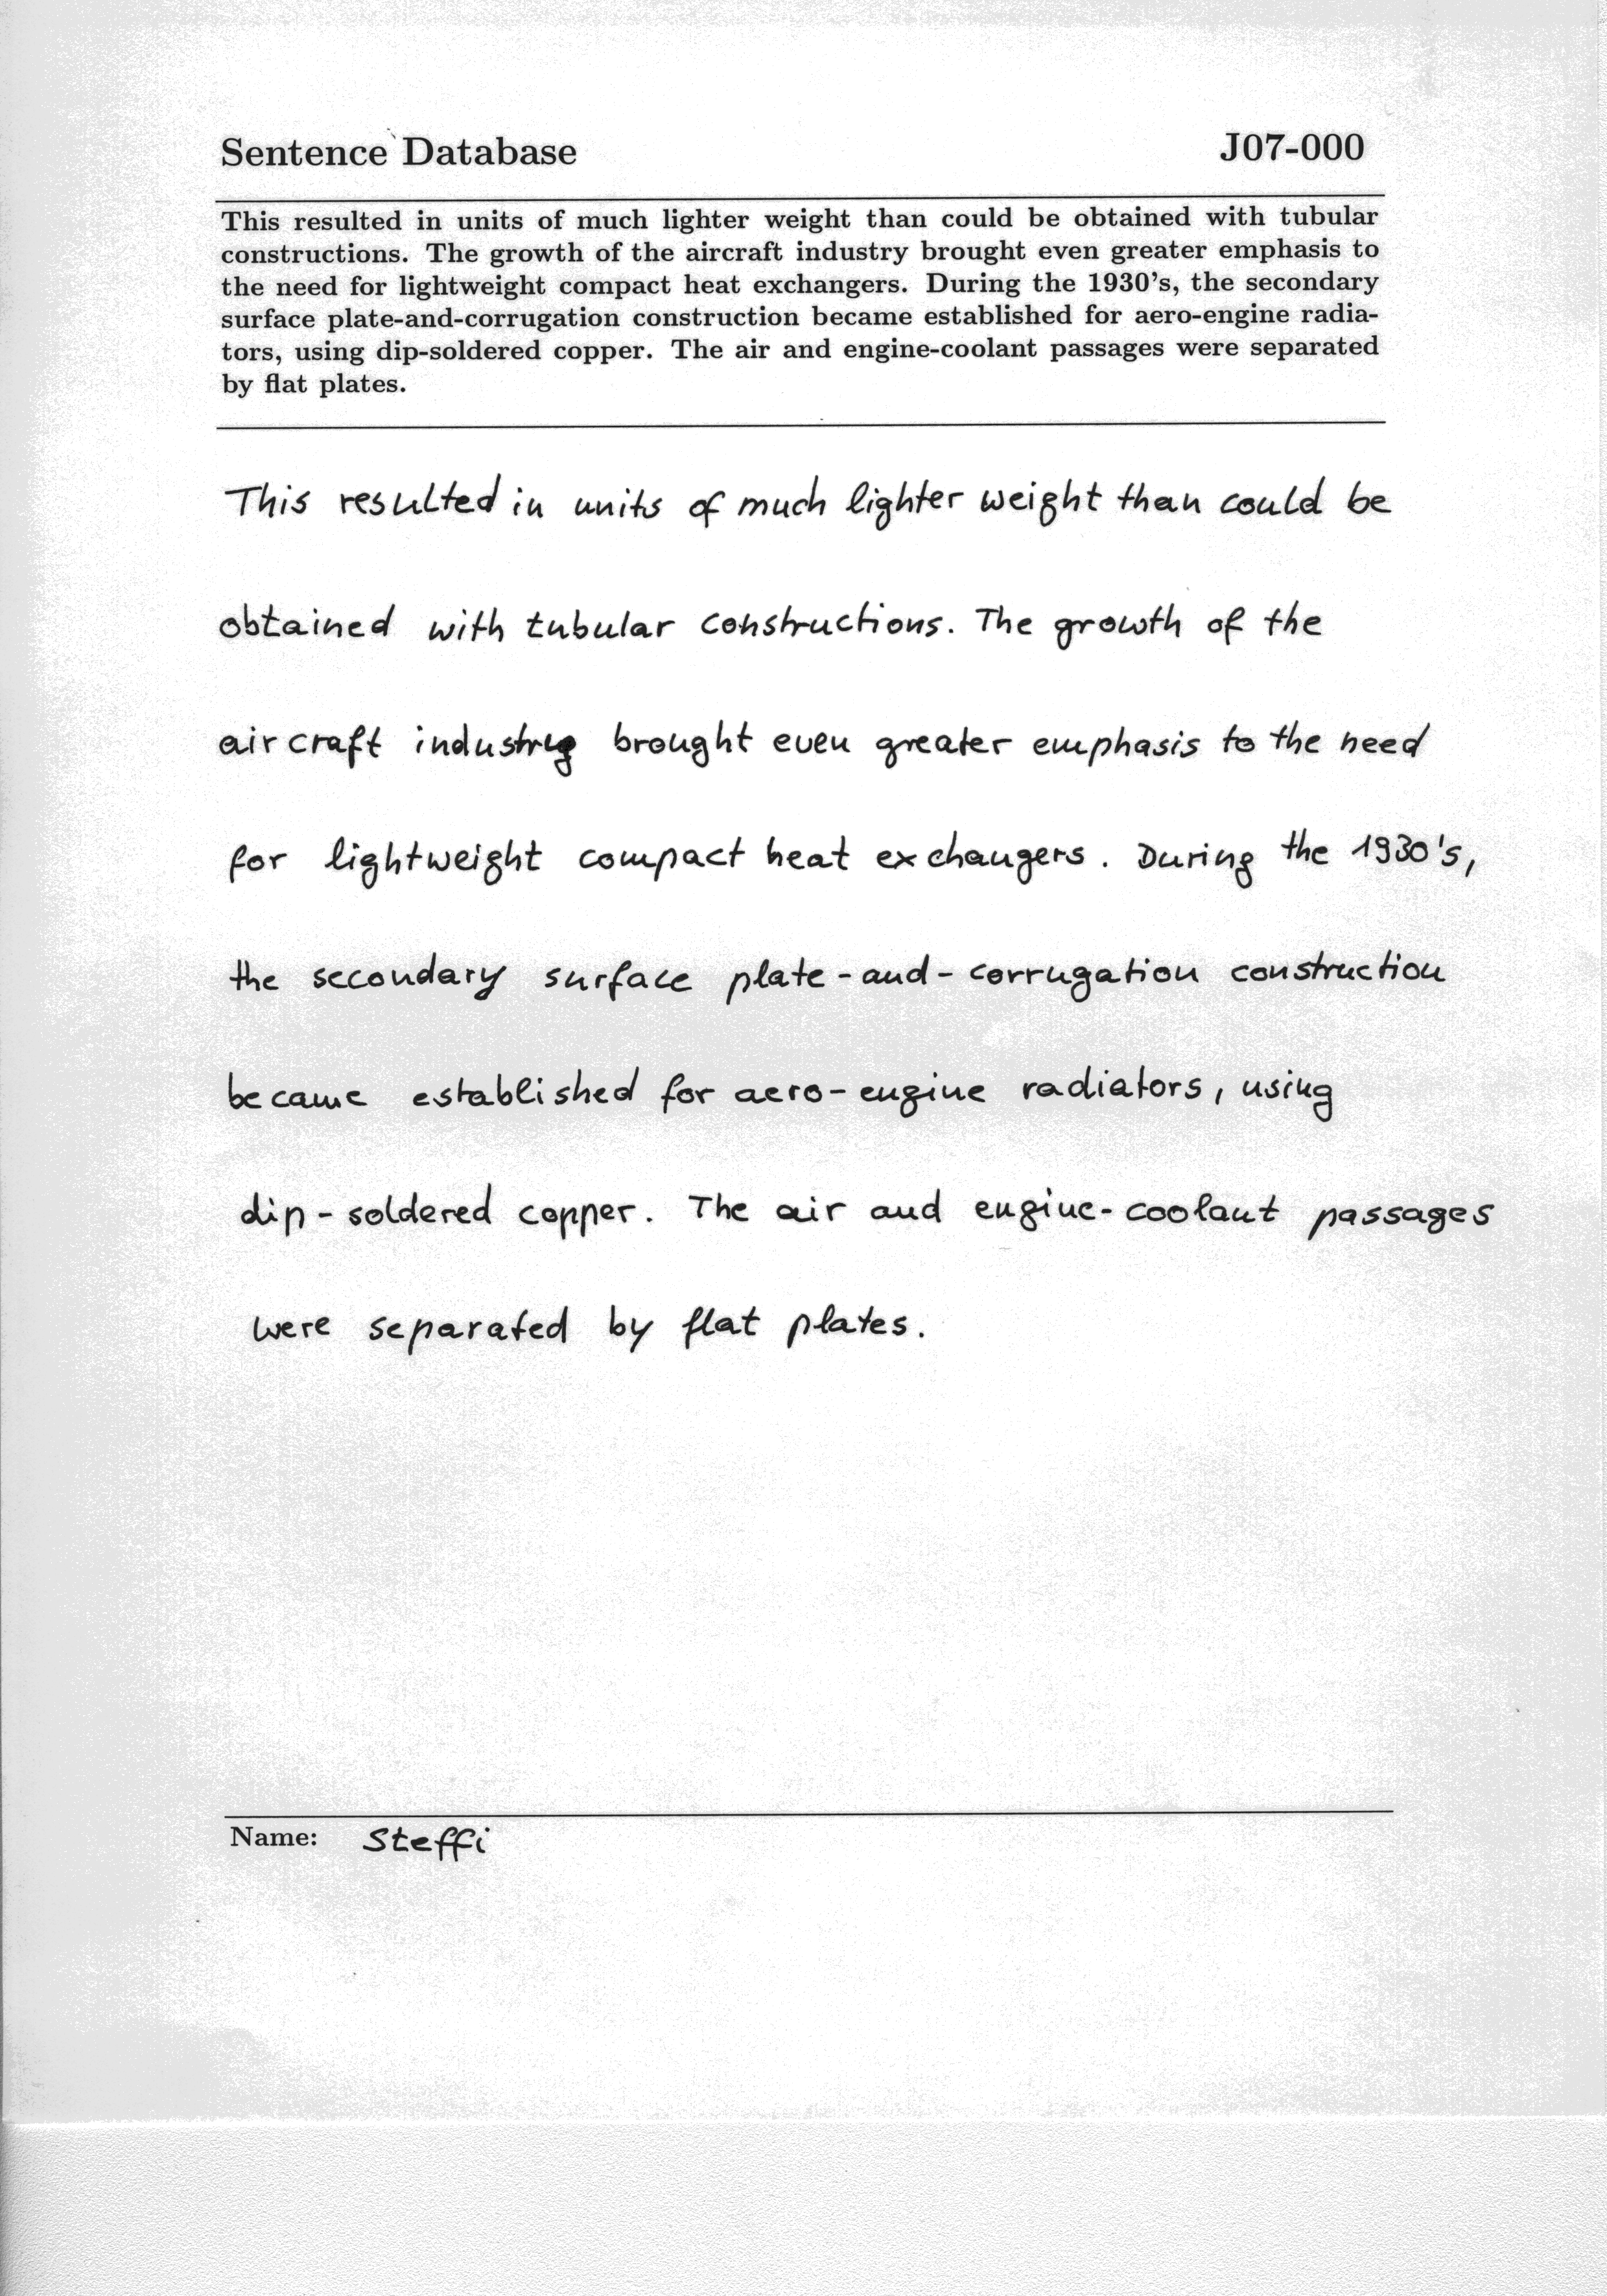 Sentence Database J07-000
This resulted in units of much lighter weight than could be obtained with tubular
constructions. The growth of the aircraft industry brought even greater emphasis to
the need for lightweight compact heat exchangers. During the 1930's, the secondary
surface plate-and-corrugation construction became established for aero-engine radia-
tors, using dip-soldered copper. The air and engine-coolant passages were separated
by flat plates.
This resulted in units of much lighter weight than could be
obtained with tubular constructions. The growth of the
aircraft industry brought even greater emphasis to the need
for lightweight compact heat exchangers. During the 1930's,
the secondary surface plate-and-corrugation construction
became established for aero-engine radiators, using
dip-soldered copper. The air and engine-coolant passages
were separated by flat plates.
Name: Steffi